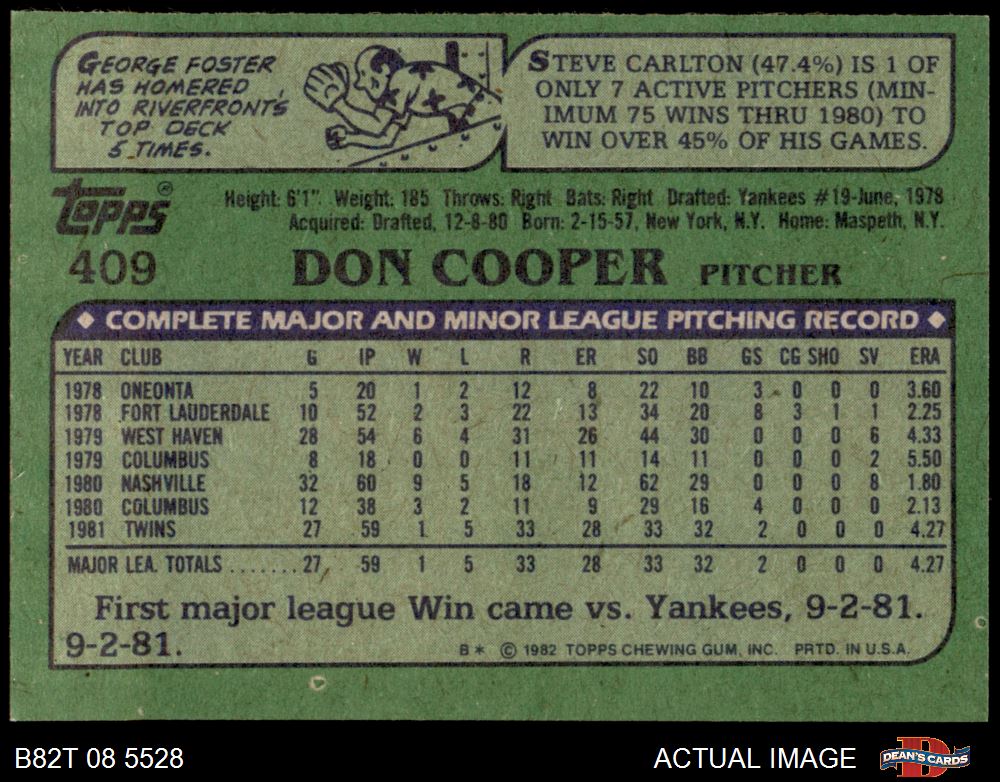 GEORGE FOSTER
HAS HOMERED
INTO RIVERFRONT'S
TOP DECK
5 TIMES.
STEVE CARLTON (47.4%) IS 1 OF
ONLY 7 ACTIVE PITCHERS (MIN-
IMUM 75 WINS THRU 1980) TO
WIN OVER 45% OF HIS GAMES.
TOPPS®
Height: 6'1". Weight: 185 Throws: Right Bats: Right Drafted: Yankees #19-June, 1978
Acquired: Drafted, 12-8-80 Born: 2-15-57, New York, N.Y. Home: Maspeth, N.Y.
409 DON COOPER PITCHER
◆ COMPLETE MAJOR AND MINOR LEAGUE PITCHING RECORD ◆
YEAR CLUB G IP W L R ER SO BB GS CG SHO SV ERA
1978 ONEONTA 5 20 1 2 12 8 22 10 3 0 0 0 3.60
1978 FORT LAUDERDALE 10 52 2 3 22 13 34 20 8 3 1 1 2.25
1979 WEST HAVEN 28 54 6 4 31 26 44 30 0 0 0 6 4.33
1979 COLUMBUS 8 18 0 0 11 11 14 11 0 0 0 2 5.50
1980 NASHVILLE 32 60 9 5 18 12 62 29 0 0 0 8 1.80
1980 COLUMBUS 12 38 3 2 11 9 29 16 4 0 0 0 2.13
1981 TWINS 27 59 1 5 33 28 33 32 2 0 0 0 4.27
MAJOR LEA. TOTALS ....... 27 59 1 5 33 28 33 32 2 0 0 0 4.27
First major league Win came vs. Yankees, 9-2-81.
9-2-81.
B* © 1982 TOPPS CHEWING GUM, INC. PRTD. IN U.S.A.
B82T 08 5528
ACTUAL IMAGE
DEAN'S CARDS